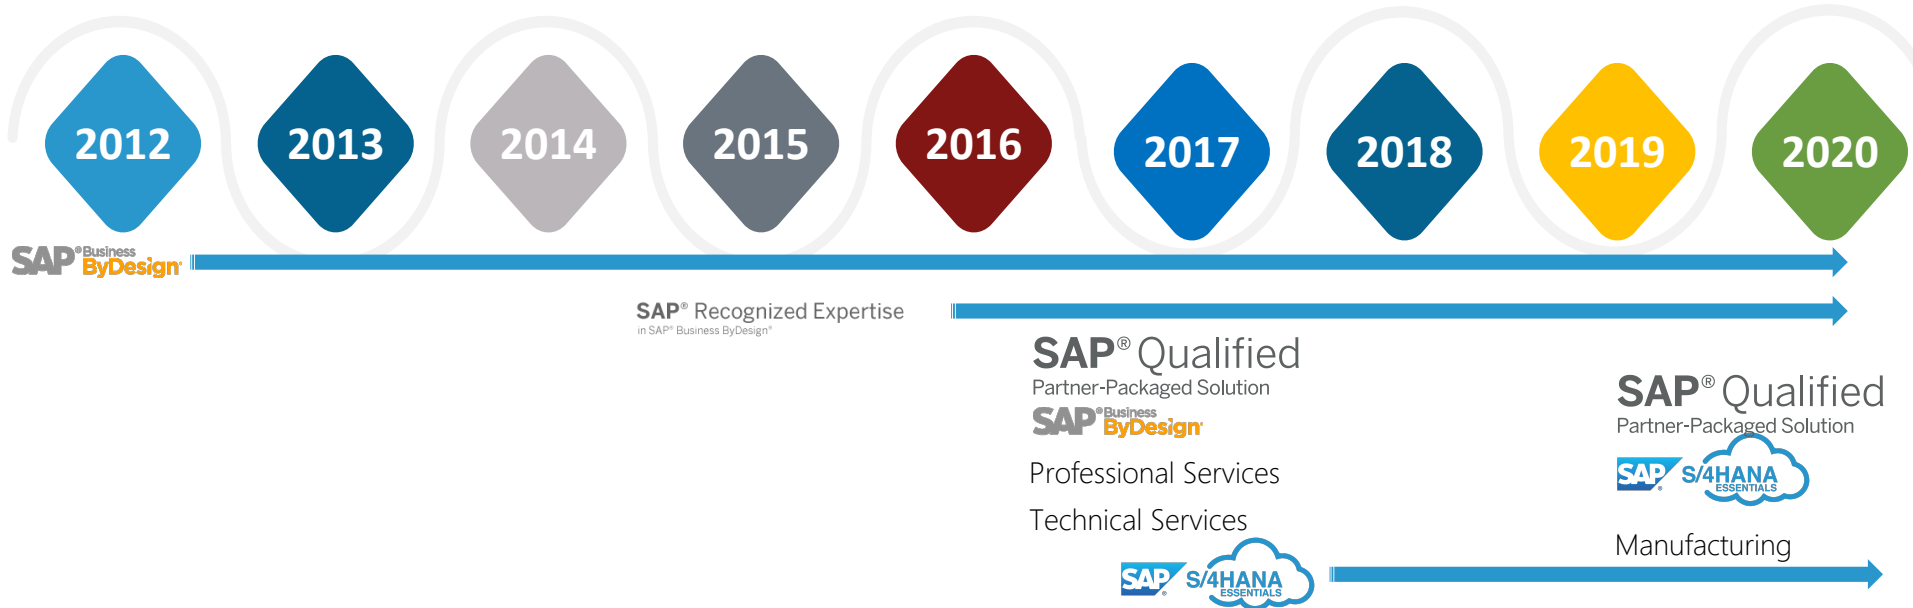 2012 2013 2014 2015 2016 2017 2018 2019 2020
SAP® Business
ByDesign®
SAP® Recognized Expertise
in SAP® Business ByDesign®
SAP® Qualified
Partner-Packaged Solution
SAP® Business
ByDesign®
Professional Services
Technical Services
SAP® S/4HANA
ESSENTIALS
SAP® Qualified
Partner-Packaged Solution
SAP® S/4HANA
ESSENTIALS
Manufacturing